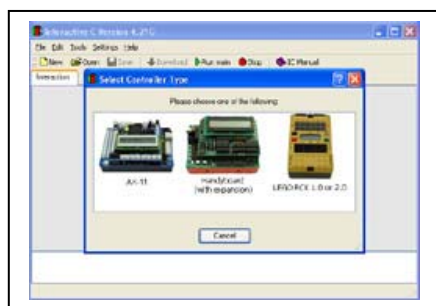 Interactive C Version 4.21G
File Edit Tools Settings Help
New Open Save Download Run main Stop IC Manual
Interaction
Select Controller Type
Please choose one of the following
Handyboard
(with expansion)
LEGO RCX 1.0 or 2.0
Cancel